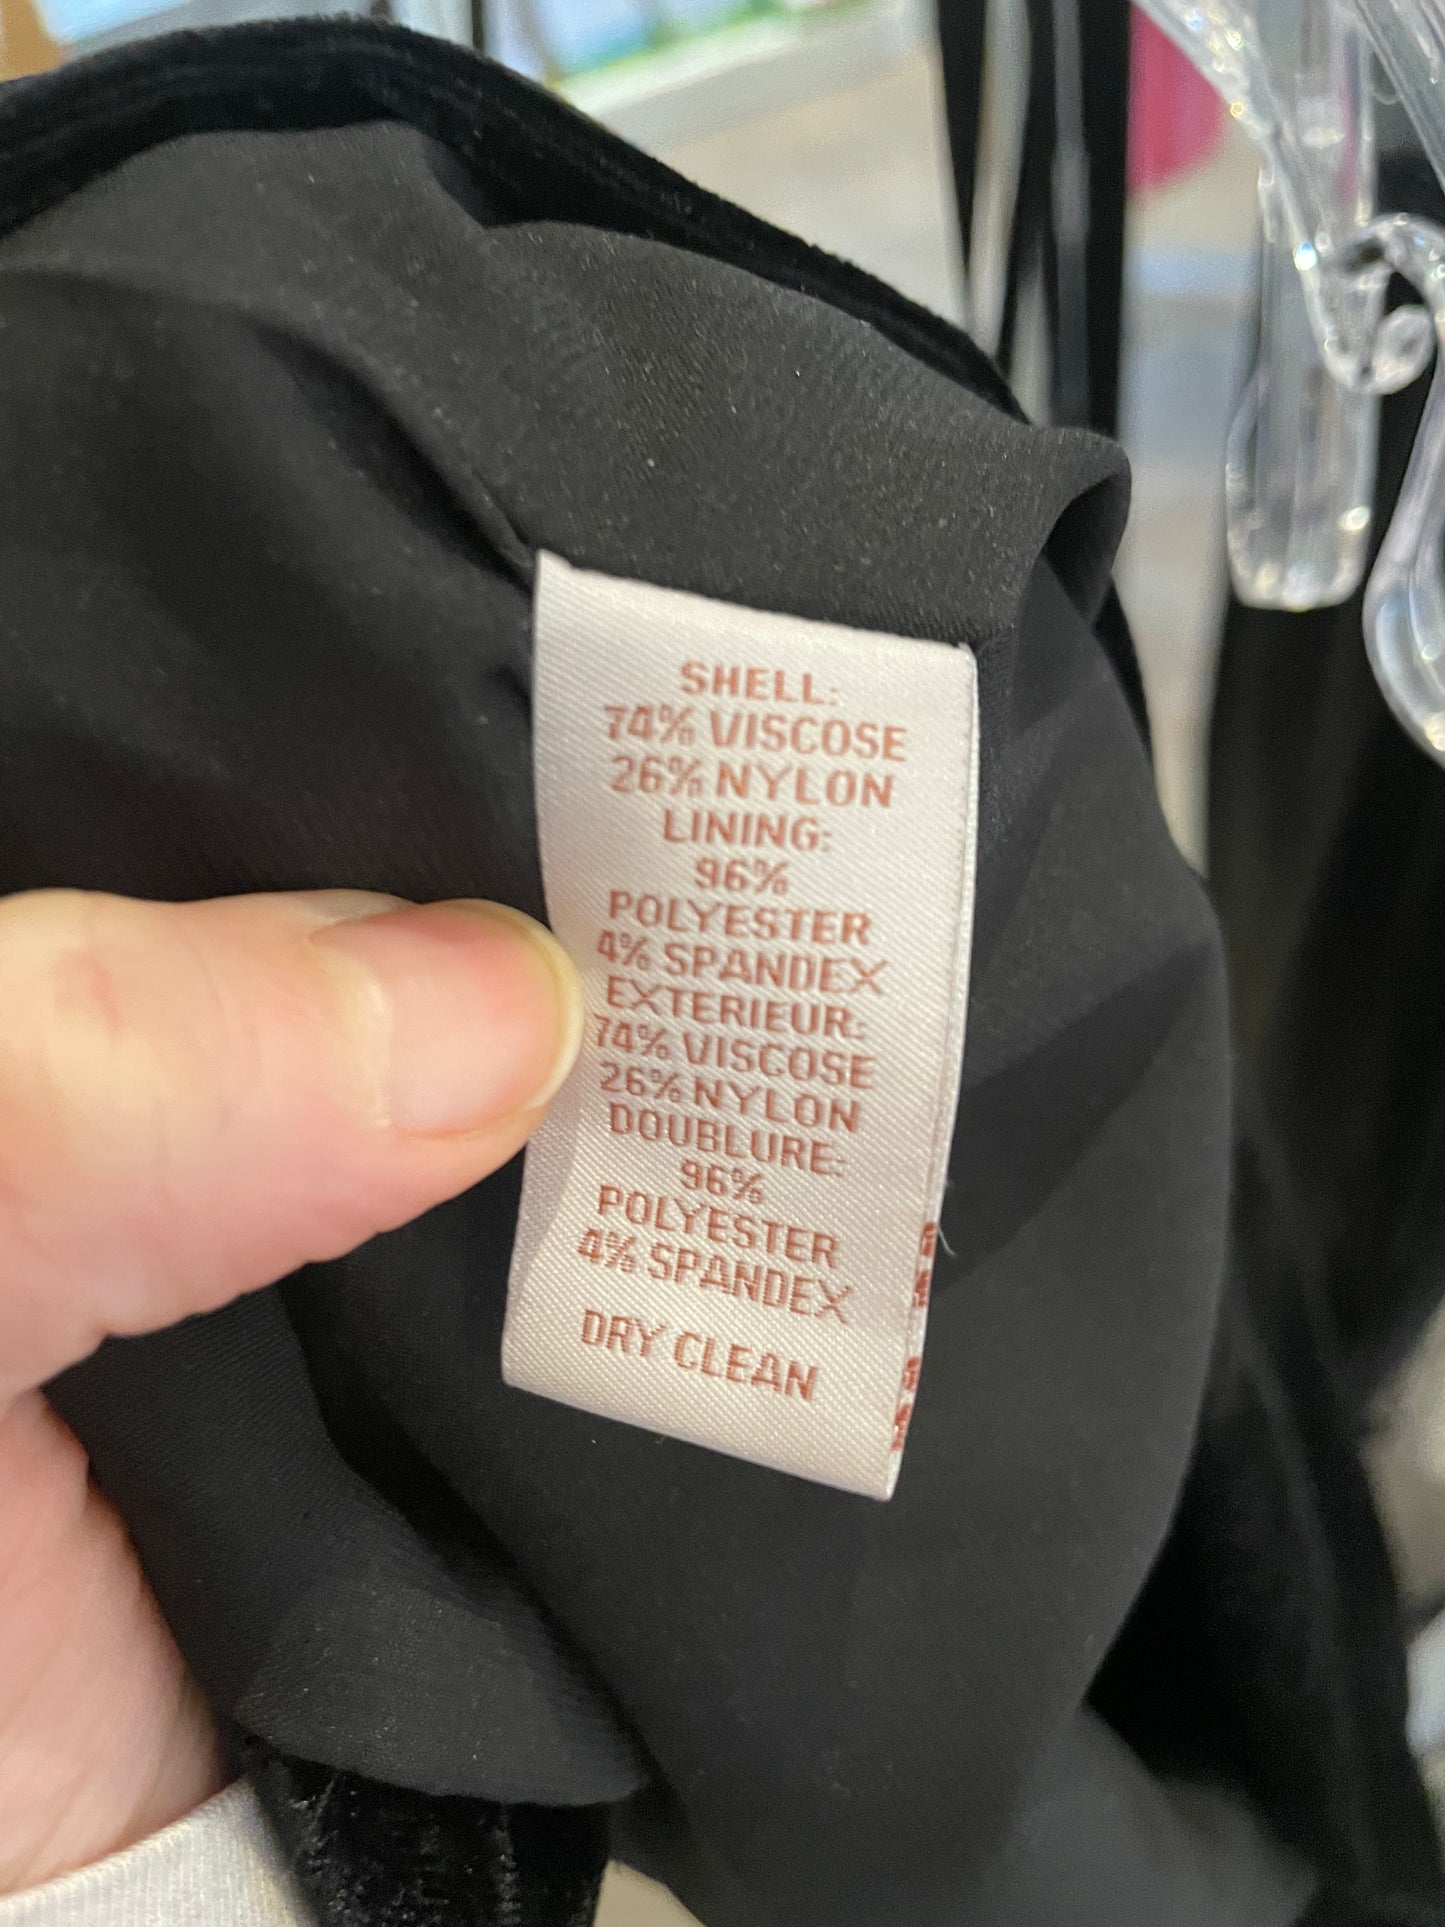 SHELL:
74% VISCOSE
26% NYLON
LINING:
96%
POLYESTER
4% SPANDEX
EXTERIEUR:
74% VISCOSE
26% NYLON
DOUBLURE:
96%
POLYESTER
4% SPANDEX
DRY CLEAN